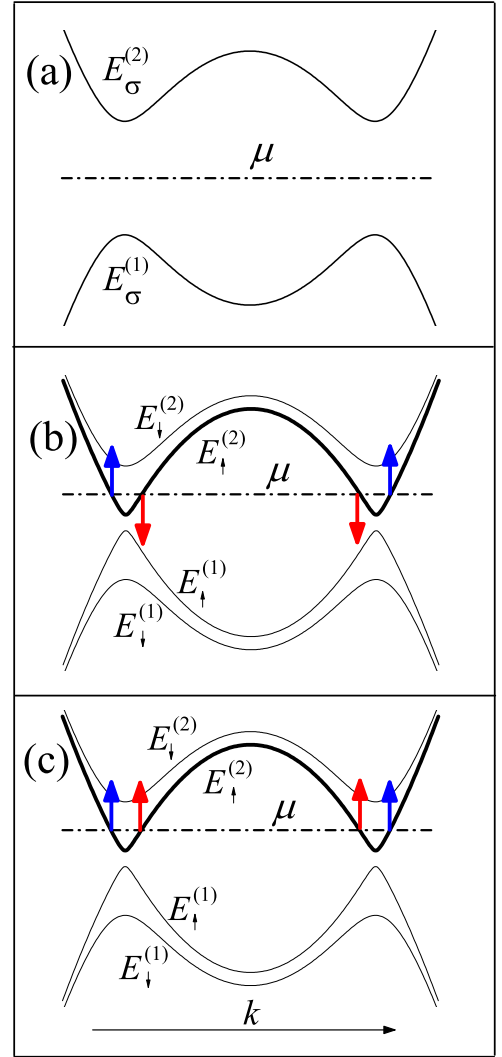 (a)
E_σ^(2)
μ
E_σ^(1)
(b)
E_↓^(2)
E_↑^(2)
μ
E_↑^(1)
E_↓^(1)
(c)
E_↓^(2)
E_↑^(2)
μ
E_↑^(1)
E_↓^(1)
k